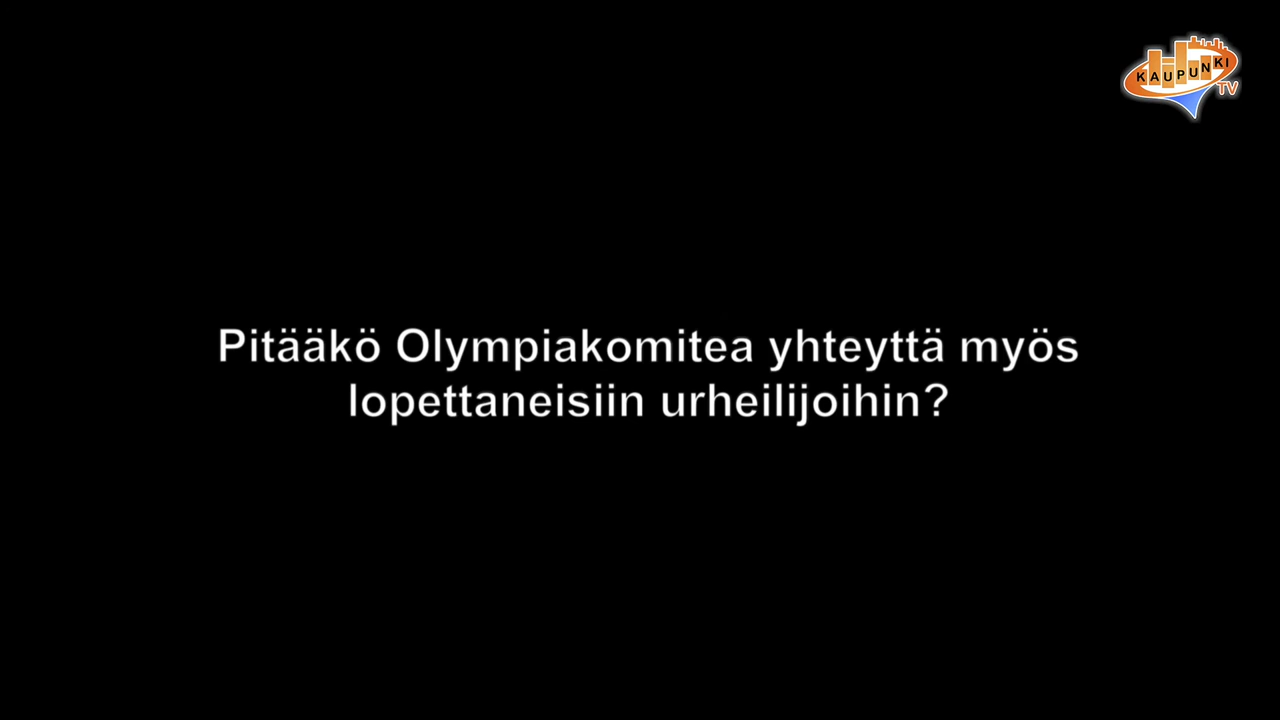 KAUPUNKI
TV
Pitääkö Olympiakomitea yhteyttä myös
lopettaneisiin urheilijoihin?